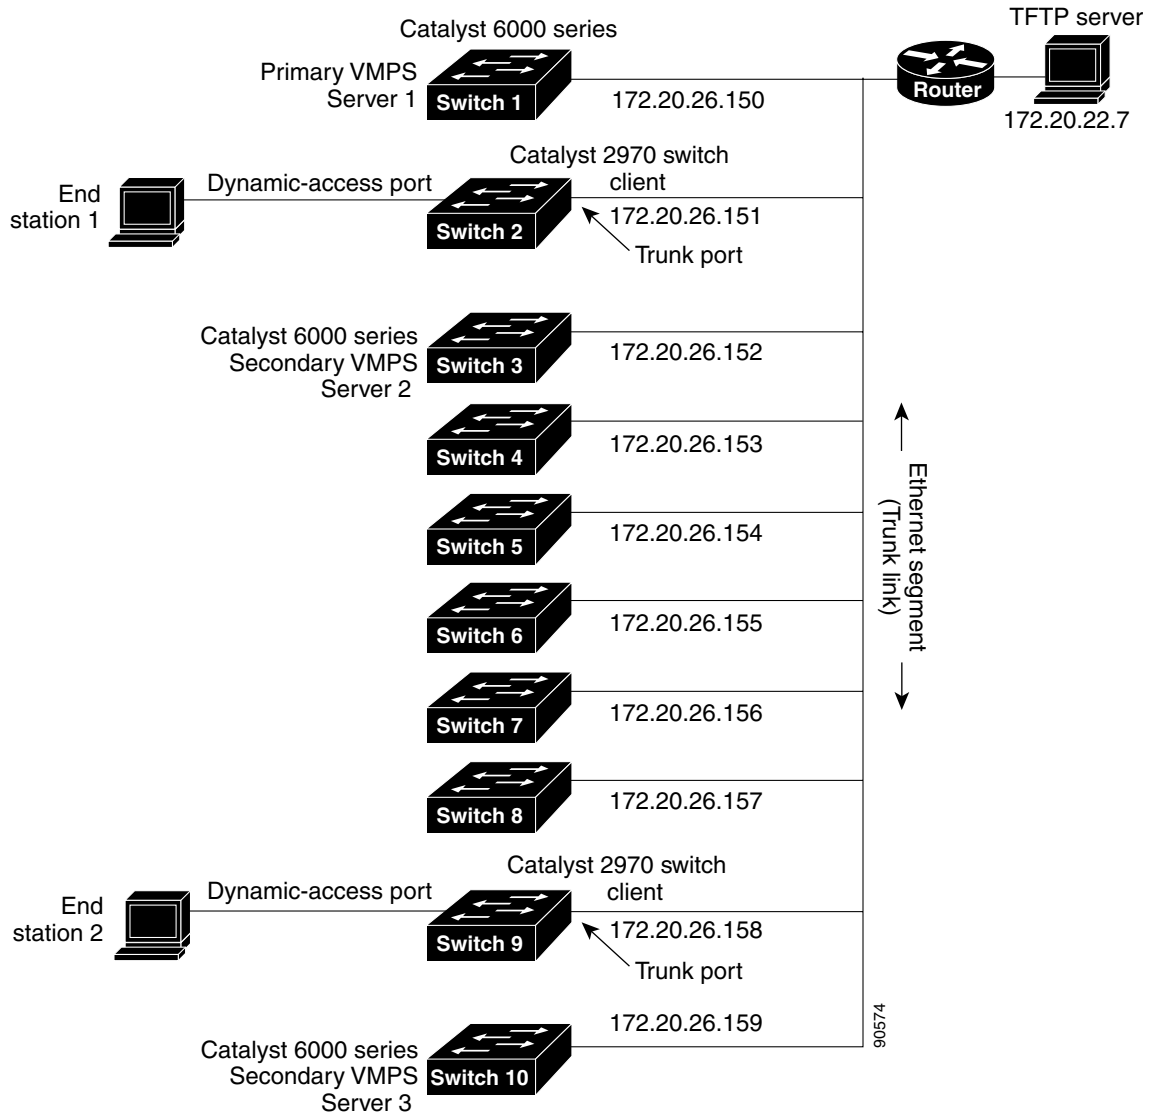 Catalyst 6000 series
TFTP server
Primary VMPS
Server 1
Switch 1
172.20.26.150
Router
172.20.22.7
End
station 1
Dynamic-access port
Catalyst 2970 switch
client
Switch 2
172.20.26.151
Trunk port
Catalyst 6000 series
Secondary VMPS
Server 2
Switch 3
172.20.26.152
Switch 4
172.20.26.153
Ethernet segment
(Trunk link)
Switch 5
172.20.26.154
Switch 6
172.20.26.155
Switch 7
172.20.26.156
Switch 8
172.20.26.157
End
station 2
Dynamic-access port
Catalyst 2970 switch
client
Switch 9
172.20.26.158
Trunk port
Catalyst 6000 series
Secondary VMPS
Server 3
Switch 10
172.20.26.159
90574